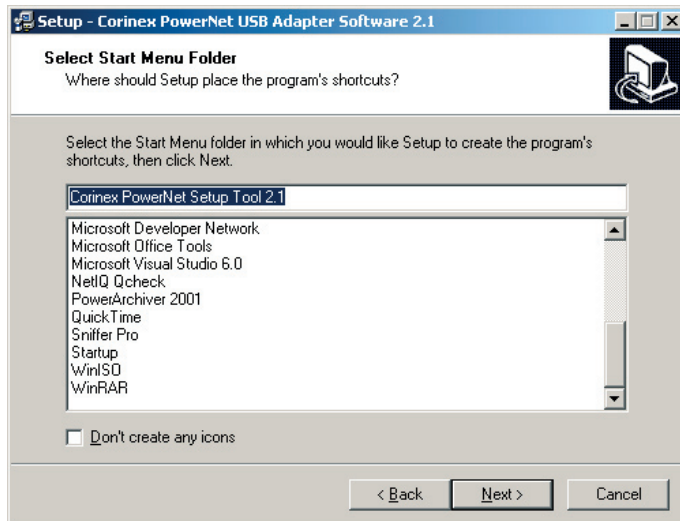 Setup - Corinex PowerNet USB Adapter Software 2.1
Select Start Menu Folder
Where should Setup place the program's shortcuts?
Select the Start Menu folder in which you would like Setup to create the program's
shortcuts, then click Next.
Corinex PowerNet Setup Tool 2.1
Microsoft Developer Network
Microsoft Office Tools
Microsoft Visual Studio 6.0
NetIQ Qcheck
PowerArchiver 2001
QuickTime
Sniffer Pro
Startup
WinISO
WinRAR
Don't create any icons
< Back
Next >
Cancel